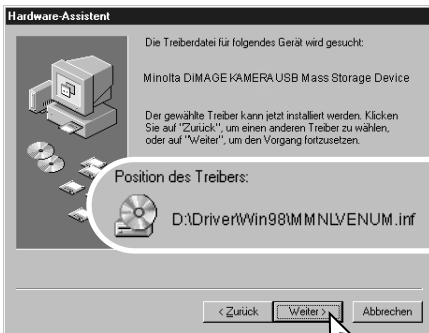 Hardware-Assistent
Die Treiberdatei für folgendes Gerät wird gesucht:
Minolta DiMAGE KAMERA USB Mass Storage Device
Der gewählte Treiber kann jetzt installiert werden. Klicken
Sie auf "Zurück", um einen anderen Treiber zu wählen,
oder auf "Weiter", um den Vorgang fortzusetzen.
Position des Treibers:
D:\Driver\Win98\MMNLVENUM.inf
< Zurück
Weiter >
Abbrechen